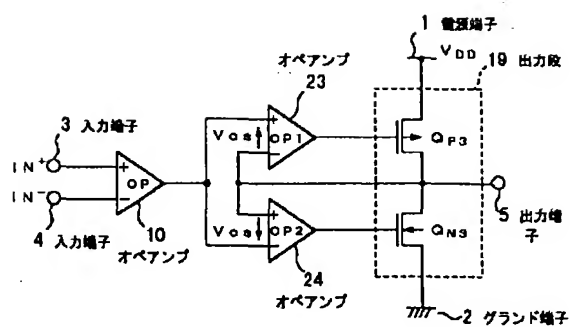 1 電源端子
VDD
19 出力段
オペアンプ
23
3 入力端子
IN+
IN-
4 入力端子
+
OP
-
10
オペアンプ
+
Vos
OP1
-
QP3
+
Vos
OP2
-
QN3
24
オペアンプ
5 出力端子
2 グランド端子